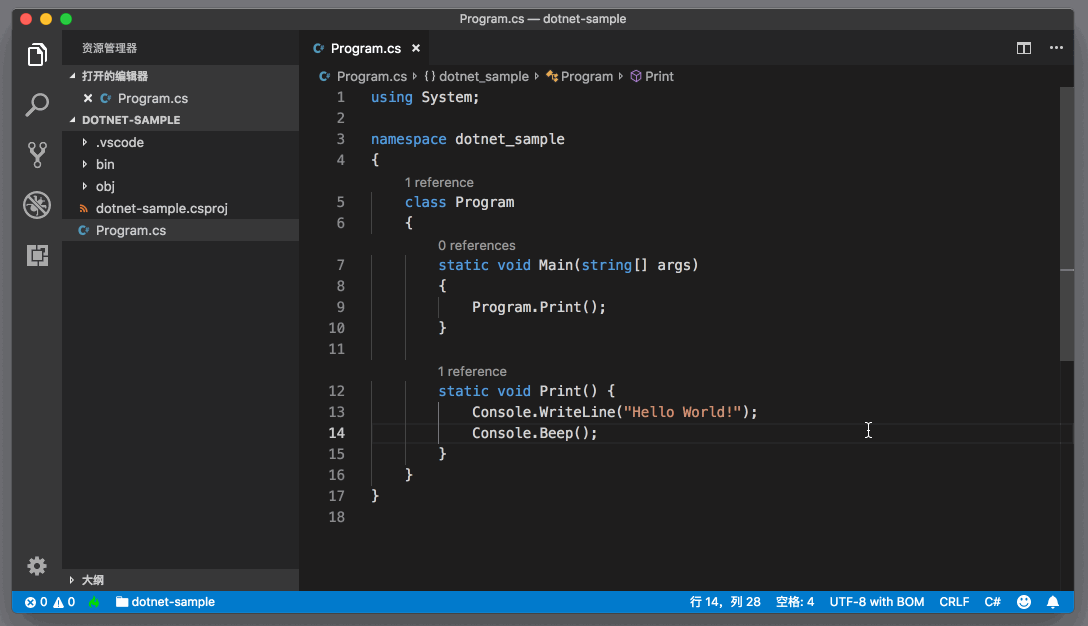 Program.cs — dotnet-sample
资源管理器
打开的编辑器
Program.cs
DOTNET-SAMPLE
.vscode
bin
obj
dotnet-sample.csproj
Program.cs
大纲
Program.cs
Program.cs {} dotnet_sample Program Print
1 using System;
2
3 namespace dotnet_sample
4 {
1 reference
5 class Program
6 {
0 references
7 static void Main(string[] args)
8 {
9 Program.Print();
10 }
11
1 reference
12 static void Print() {
13 Console.WriteLine("Hello World!");
14 Console.Beep();
15 }
16 }
17 }
18
0 0 dotnet-sample 行 14，列 28 空格: 4 UTF-8 with BOM CRLF C#